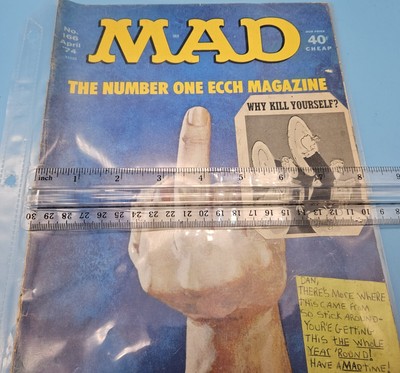 No.
166
April
'74
MAD
40¢
CHEAP
THE NUMBER ONE ECCH MAGAZINE
WHY KILL YOURSELF?
inch 1 2 3 4 5 6 7 8
30 29 28 27 26 25 24 23 22 21 20 19 18 17 16 15 14 13 12 11 10 9 8
DAN,
THERE'S MORE WHERE
THIS CAME FROM
SO STICK AROUND-
YOU'RE GETTING
THIS THE WHOLE
YEAR 'ROUND!
HAVE A MAD TIME!